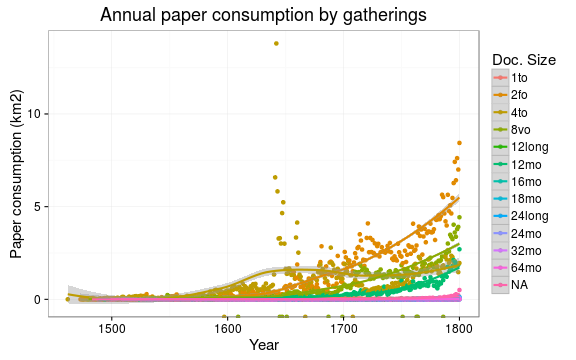 Annual paper consumption by gatherings
Paper consumption (km2)
10
5
0
1500
1600
1700
1800
Year
Doc. Size
1to
2fo
4to
8vo
12long
12mo
16mo
18mo
24long
24mo
32mo
64mo
NA